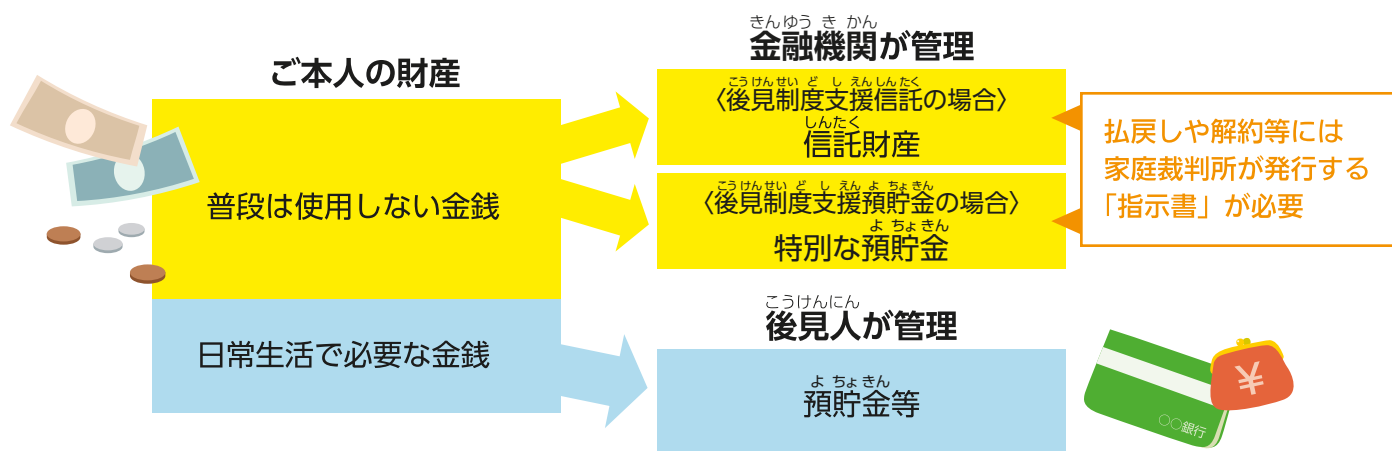 ご本人の財産
普段は使用しない金銭
日常生活で必要な金銭
きんゆう き かん
金融機関が管理
こうけんせい ど し えんしんたく
〈後見制度支援信託の場合〉
しんたく
信託財産
こうけんせい ど し えん よ ちょきん
〈後見制度支援預貯金の場合〉
よ ちょきん
特別な預貯金
払戻しや解約等には
家庭裁判所が発行する
「指示書」が必要
こうけんにん
後見人が管理
よ ちょきん
預貯金等
¥
○○銀行